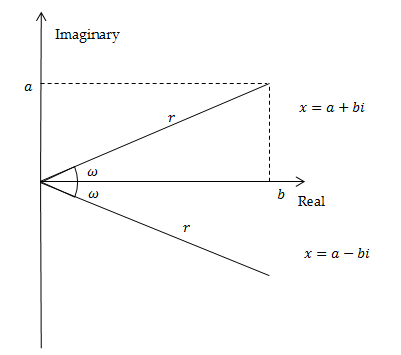 Imaginary
a
x = a + bi
r
ω
ω
b
Real
r
x = a − bi